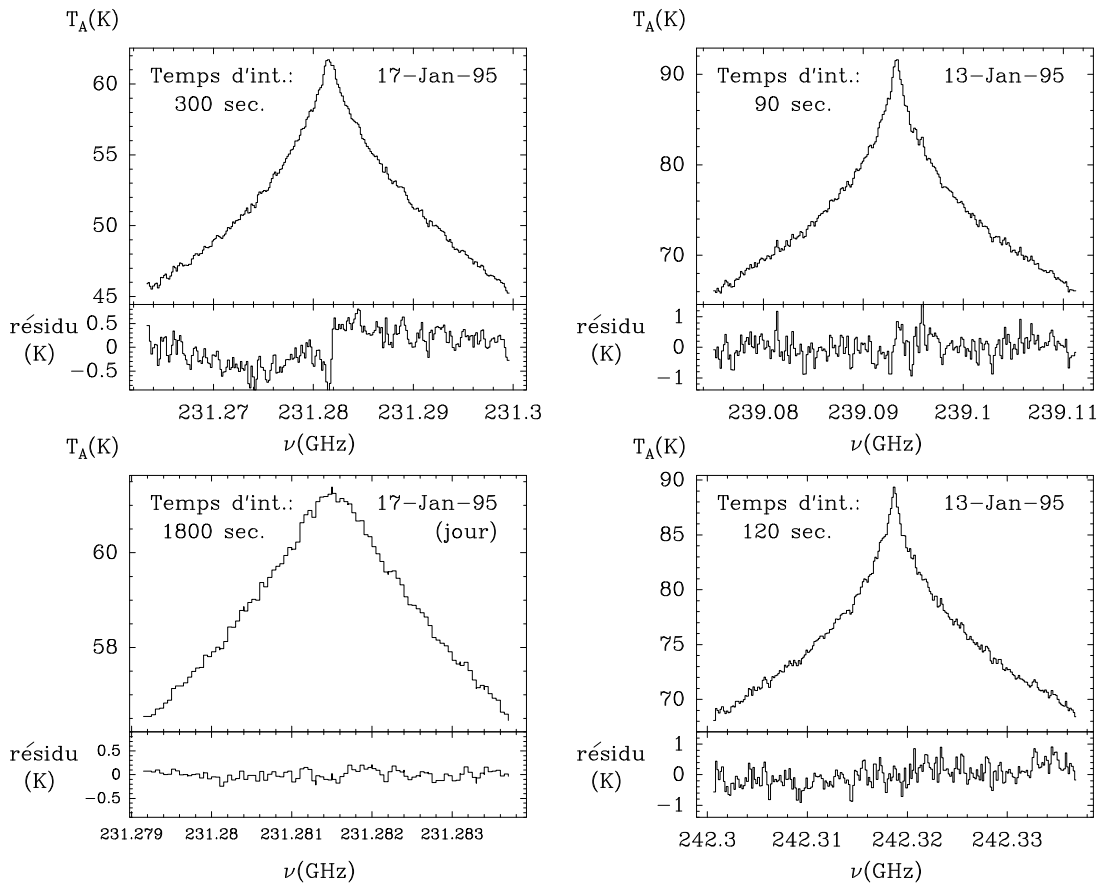 T_A(K)
Temps d'int.: 17-Jan-95
300 sec.
60
55
50
45
résidu
(K)
0.5
0
-0.5
231.27 231.28 231.29 231.3
ν(GHz)
T_A(K)
Temps d'int.: 13-Jan-95
90 sec.
90
80
70
résidu
(K)
1
0
-1
239.08 239.09 239.1 239.11
ν(GHz)
T_A(K)
Temps d'int.: 17-Jan-95
1800 sec. (jour)
60
58
résidu
(K)
0.5
0
-0.5
231.279 231.28 231.281 231.282 231.283
ν(GHz)
T_A(K)
Temps d'int.: 13-Jan-95
120 sec.
90
85
80
75
70
résidu
(K)
1
0
-1
242.3 242.31 242.32 242.33
ν(GHz)